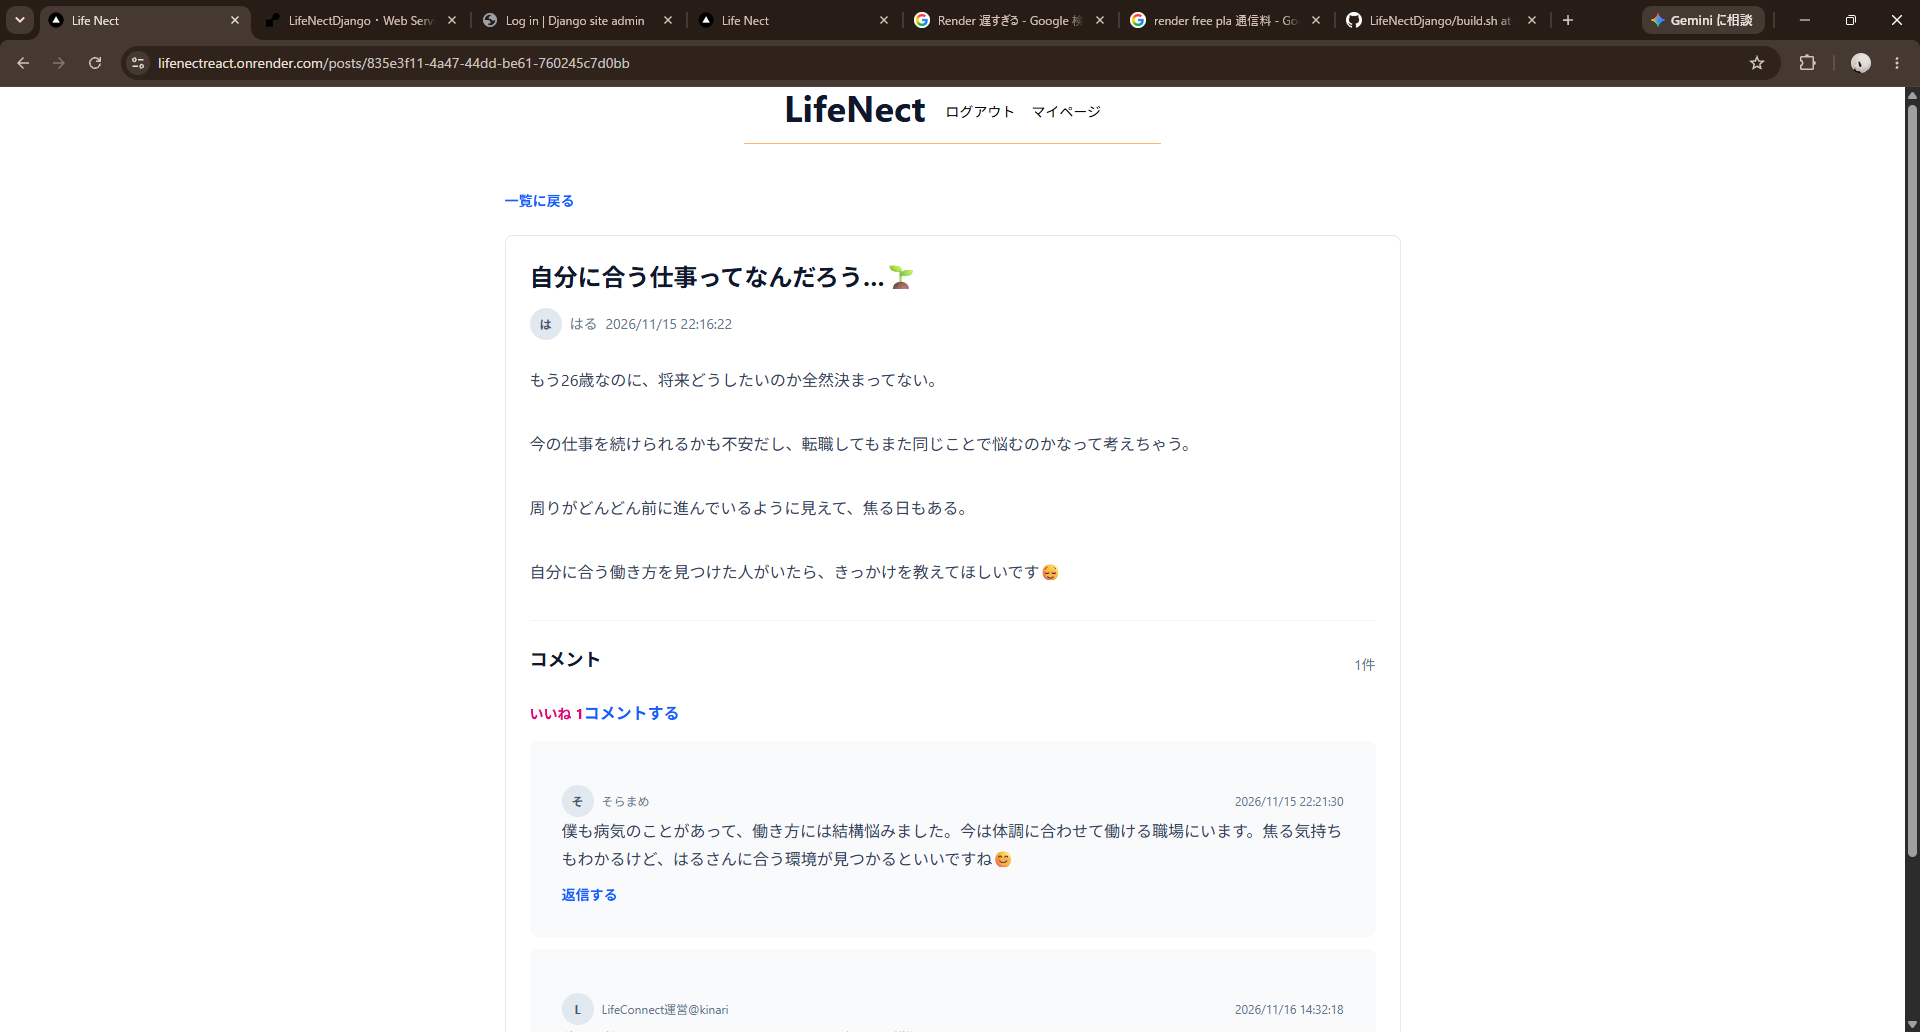 Life Nect
LifeNectDjango・Web Servi
Log in | Django site admin
Life Nect
Render 遅すぎる - Google 検
render free pla 通信料 - Go
LifeNectDjango/build.sh at
Gemini に相談
lifenectreact.onrender.com/posts/835e3f11-4a47-44dd-be61-760245c7d0bb
LifeNect ログアウト マイページ
一覧に戻る
自分に合う仕事ってなんだろう…🌱
は はる 2026/11/15 22:16:22
もう26歳なのに、将来どうしたいのか全然決まってない。
今の仕事を続けられるかも不安だし、転職してもまた同じことで悩むのかなって考えちゃう。
周りがどんどん前に進んでいるように見えて、焦る日もある。
自分に合う働き方を見つけた人がいたら、きっかけを教えてほしいです😌
コメント
1件
いいね 1コメントする
そ そらまめ 2026/11/15 22:21:30
僕も病気のことがあって、働き方には結構悩みました。今は体調に合わせて働ける職場にいます。焦る気持ち
もわかるけど、はるさんに合う環境が見つかるといいですね😊
返信する
L LifeConnect運営@kinari 2026/11/16 14:32:18